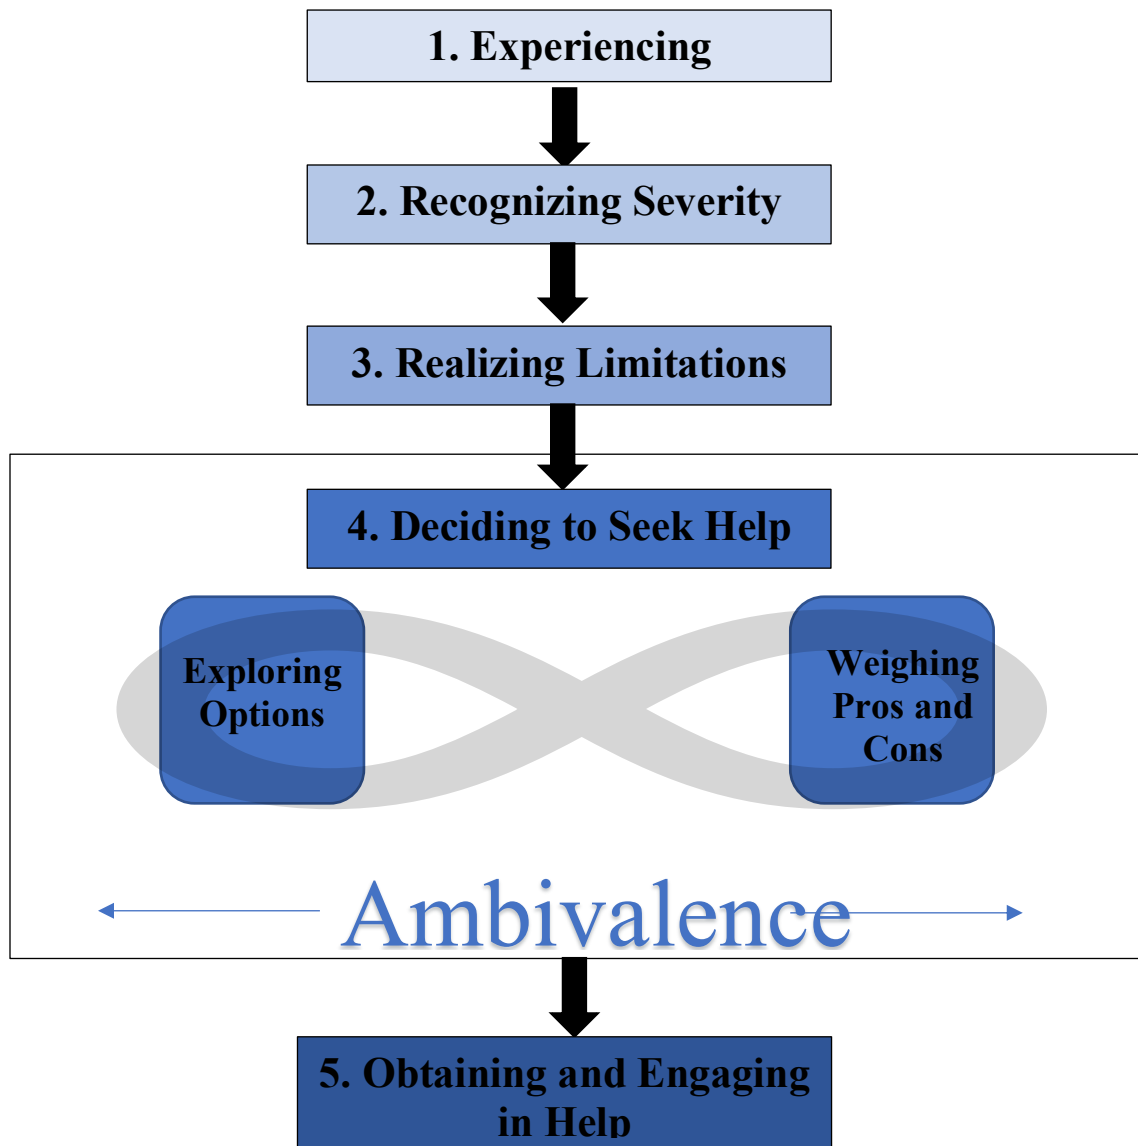 1. Experiencing
2. Recognizing Severity
3. Realizing Limitations
4. Deciding to Seek Help
Exploring
Options
Weighing
Pros and
Cons
Ambivalence
5. Obtaining and Engaging
in Help